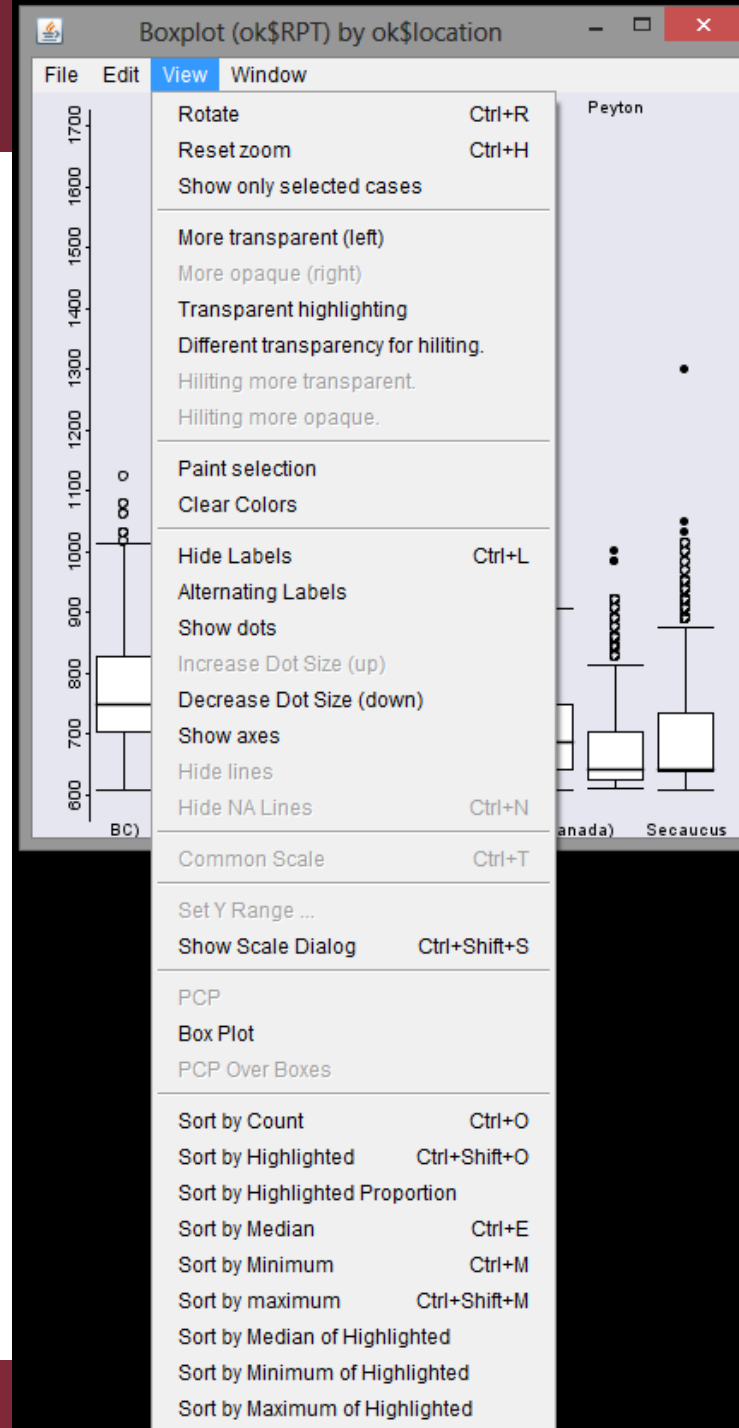 Boxplot (ok$RPT) by ok$location
File Edit View Window
Rotate Ctrl+R
Reset zoom Ctrl+H
Show only selected cases
More transparent (left)
More opaque (right)
Transparent highlighting
Different transparency for hiliting.
Hiliting more transparent.
Hiliting more opaque.
Paint selection
Clear Colors
Hide Labels Ctrl+L
Alternating Labels
Show dots
Increase Dot Size (up)
Decrease Dot Size (down)
Show axes
Hide lines
Hide NA Lines Ctrl+N
Common Scale Ctrl+T
Set Y Range ...
Show Scale Dialog Ctrl+Shift+S
PCP
Box Plot
PCP Over Boxes
Sort by Count Ctrl+O
Sort by Highlighted Ctrl+Shift+O
Sort by Highlighted Proportion
Sort by Median Ctrl+E
Sort by Minimum Ctrl+M
Sort by maximum Ctrl+Shift+M
Sort by Median of Highlighted
Sort by Minimum of Highlighted
Sort by Maximum of Highlighted
Peyton
1700
1600
1500
1400
1300
1200
1100
1000
900
800
700
600
BC)
anada) Secaucus